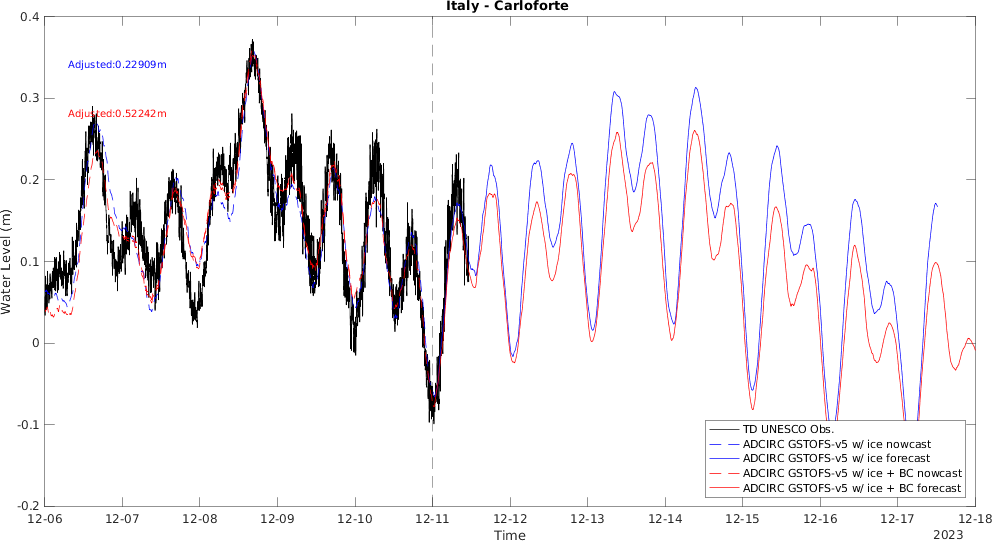 Italy - Carloforte
0.4
0.3
0.2
0.1
0
-0.1
-0.2
Water Level (m)
Adjusted:0.22909m
Adjusted:0.52242m
TD UNESCO Obs.
ADCIRC GSTOFS-v5 w/ ice nowcast
ADCIRC GSTOFS-v5 w/ ice forecast
ADCIRC GSTOFS-v5 w/ ice + BC nowcast
ADCIRC GSTOFS-v5 w/ ice + BC forecast
12-06 12-07 12-08 12-09 12-10 12-11 12-12 12-13 12-14 12-15 12-16 12-17 12-18
Time
2023